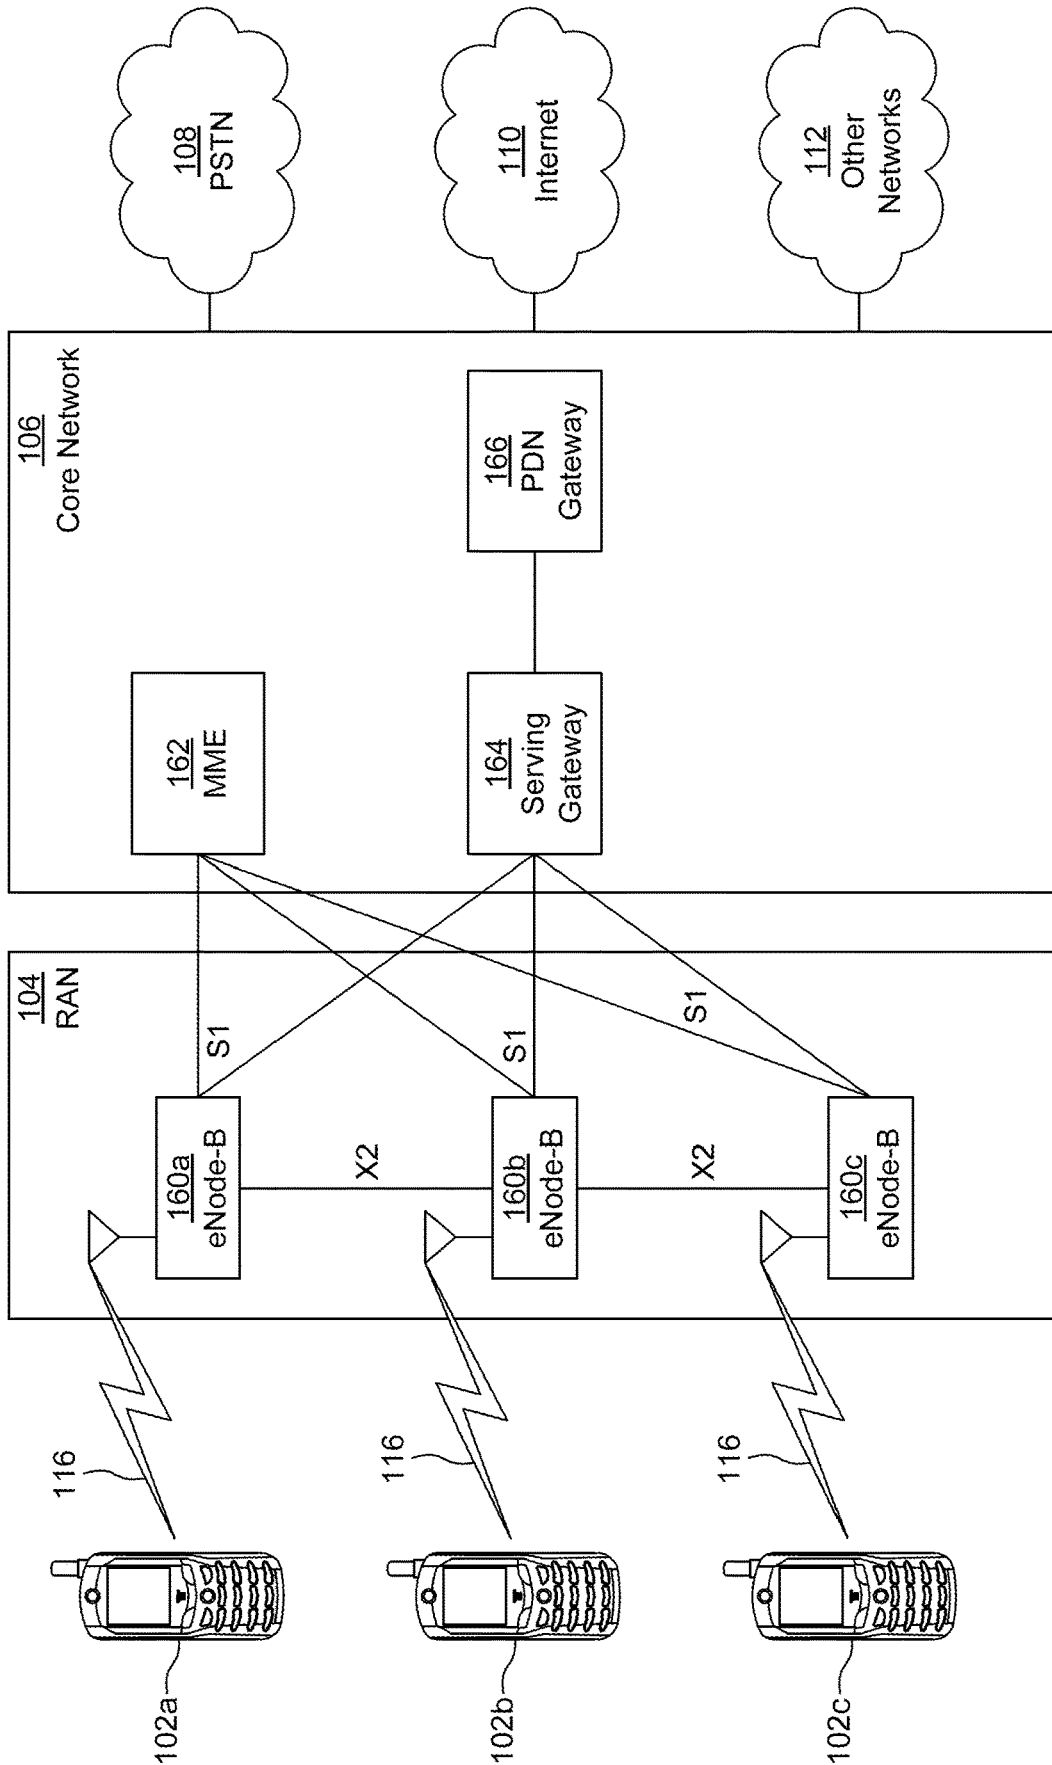 102a
116
102b
116
102c
116
104
RAN
160a
eNode-B
S1
X2
160b
eNode-B
S1
X2
160c
eNode-B
S1
106
Core Network
162
MME
164
Serving
Gateway
166
PDN
Gateway
108
PSTN
110
Internet
112
Other
Networks